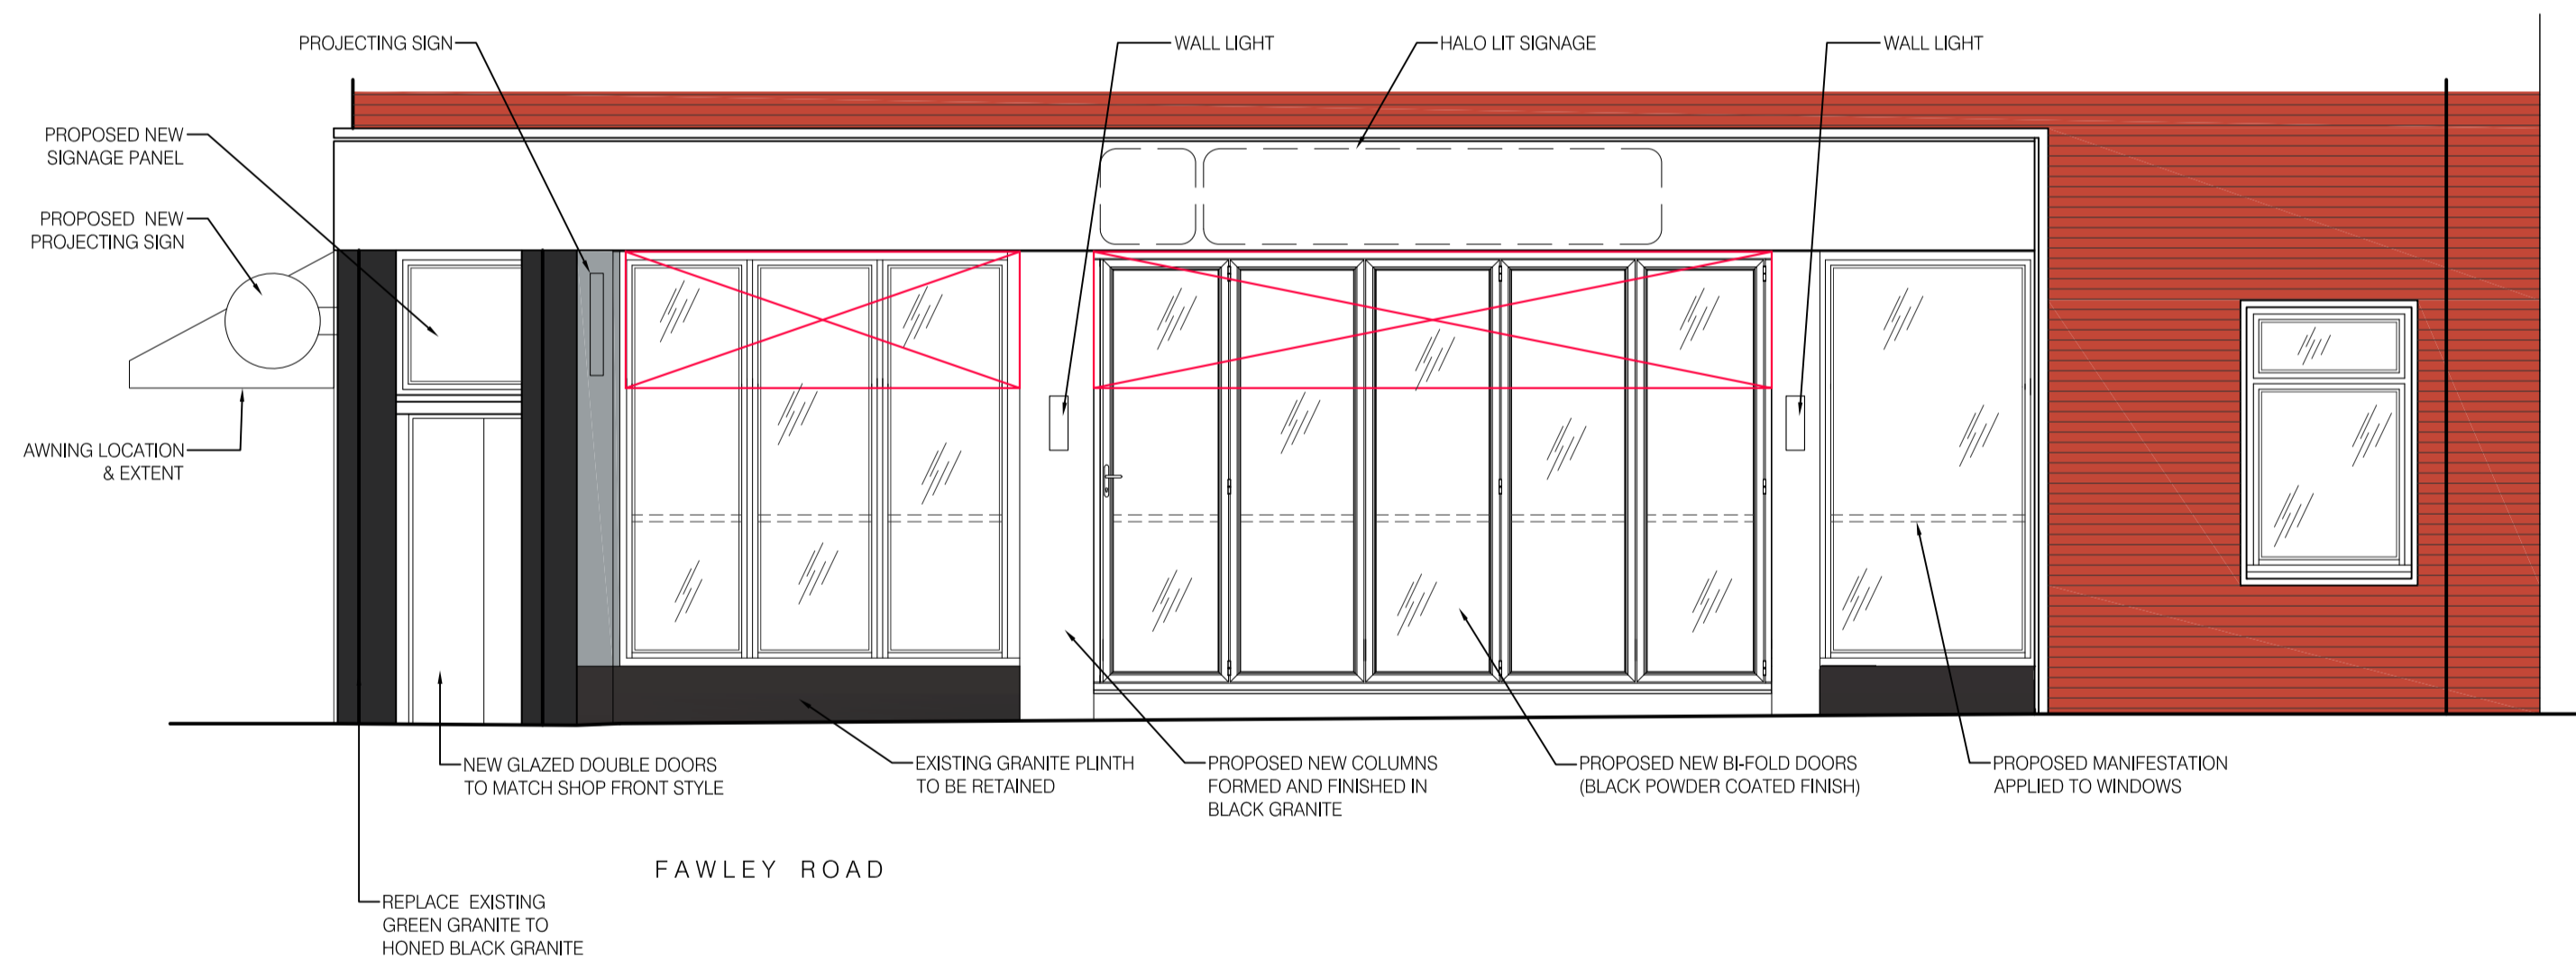 PROJECTING SIGN
WALL LIGHT
HALO LIT SIGNAGE
WALL LIGHT
PROPOSED NEW
SIGNAGE PANEL
PROPOSED NEW
PROJECTING SIGN
AWNING LOCATION
& EXTENT
NEW GLAZED DOUBLE DOORS
TO MATCH SHOP FRONT STYLE
EXISTING GRANITE PLINTH
TO BE RETAINED
PROPOSED NEW COLUMNS
FORMED AND FINISHED IN
BLACK GRANITE
PROPOSED NEW BI-FOLD DOORS
(BLACK POWDER COATED FINISH)
PROPOSED MANIFESTATION
APPLIED TO WINDOWS
FAWLEY ROAD
REPLACE EXISTING
GREEN GRANITE TO
HONED BLACK GRANITE